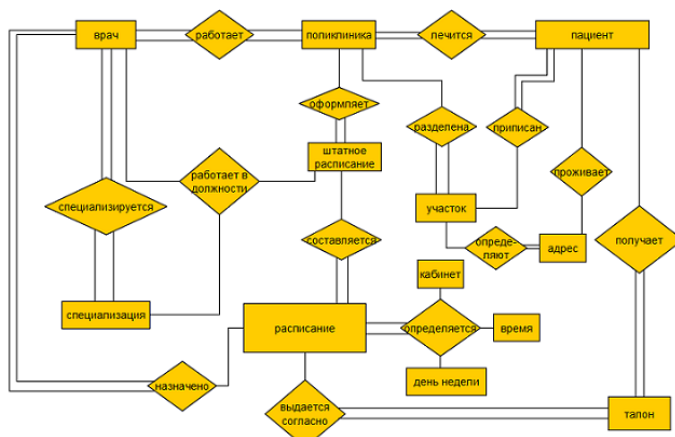 врач
работает
поликлиника
лечится
пациент
оформляет
разделена
приписан
штатное
расписание
работает в
должности
проживает
специализируется
участок
составляется
опреде-
ляют
адрес
получает
кабинет
специализация
расписание
определяется
время
назначено
день недели
выдается
согласно
талон